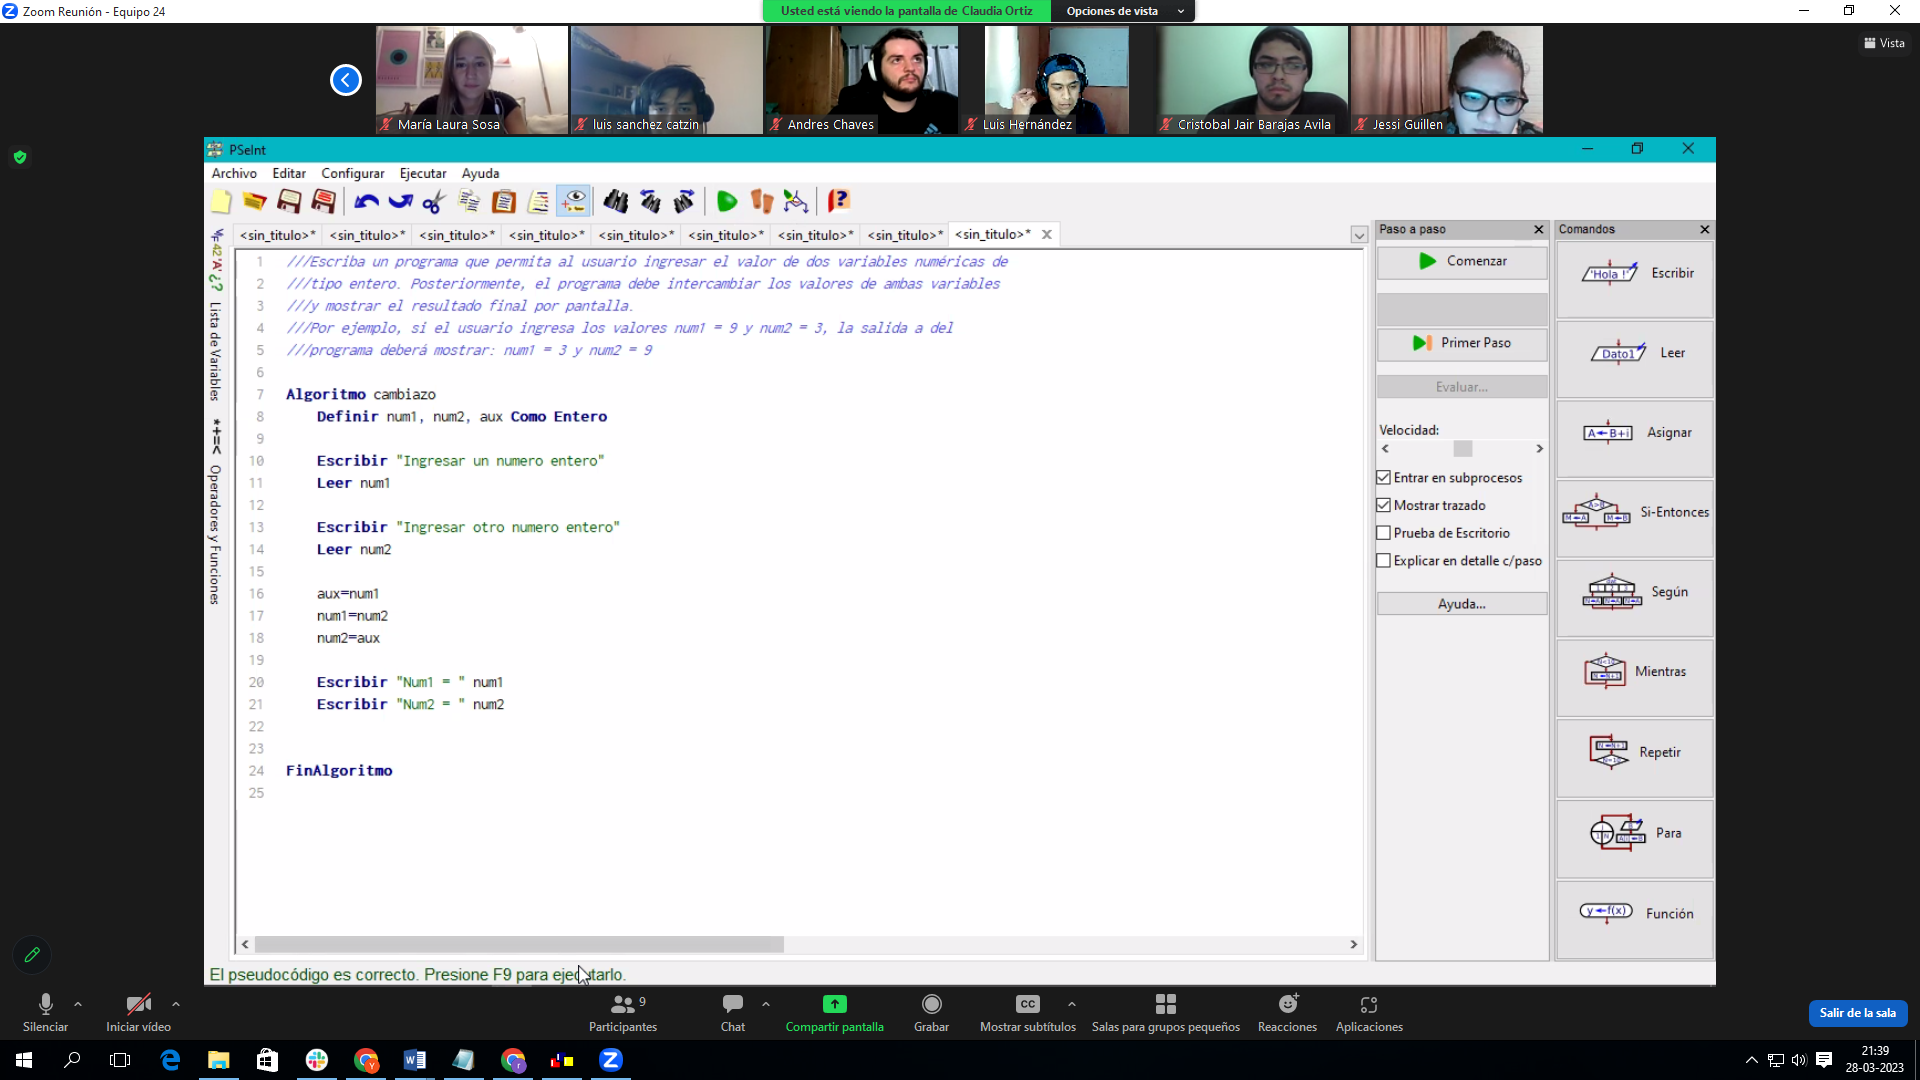 Zoom Reunión - Equipo 24
Usted está viendo la pantalla de Claudia Ortiz
Opciones de vista
Vista
María Laura Sosa
luis sanchez catzin
Andres Chaves
Luis Hernández
Cristobal Jair Barajas Avila
Jessi Guillen
PSeInt
Archivo Editar Configurar Ejecutar Ayuda
<sin_titulo>* <sin_titulo>* <sin_titulo>* <sin_titulo>* <sin_titulo>* <sin_titulo>* <sin_titulo>* <sin_titulo>* <sin_titulo>*
Lista de Variables
*+=< Operadores y Funciones
1 ///Escriba un programa que permita al usuario ingresar el valor de dos variables numéricas de
2 ///tipo entero. Posteriormente, el programa debe intercambiar los valores de ambas variables
3 ///y mostrar el resultado final por pantalla.
4 ///Por ejemplo, si el usuario ingresa los valores num1 = 9 y num2 = 3, la salida a del
5 ///programa deberá mostrar: num1 = 3 y num2 = 9
6
7 Algoritmo cambiazo
8 Definir num1, num2, aux Como Entero
9
10 Escribir "Ingresar un numero entero"
11 Leer num1
12
13 Escribir "Ingresar otro numero entero"
14 Leer num2
15
16 aux=num1
17 num1=num2
18 num2=aux
19
20 Escribir "Num1 = " num1
21 Escribir "Num2 = " num2
22
23
24 FinAlgoritmo
25
El pseudocódigo es correcto. Presione F9 para ejecutarlo.
Paso a paso
Comenzar
Primer Paso
Evaluar...
Velocidad:
Entrar en subprocesos
Mostrar trazado
Prueba de Escritorio
Explicar en detalle c/paso
Ayuda...
Comandos
'Hola !' Escribir
Dato1 Leer
A←B+i Asignar
Si-Entonces
Según
Mientras
Repetir
Para
y←f(x) Función
Silenciar
Iniciar vídeo
Participantes 9
Chat
Compartir pantalla
Grabar
CC Mostrar subtítulos
Salas para grupos pequeños
Reacciones
Aplicaciones
Salir de la sala
21:39
28-03-2023